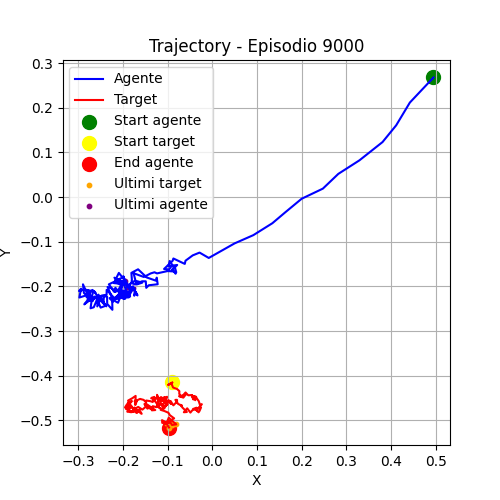 Trajectory - Episodio 9000
Agente
Target
Start agente
Start target
End agente
Ultimi target
Ultimi agente
0.3
0.2
0.1
0.0
−0.1
−0.2
−0.3
−0.4
−0.5
Y
−0.3
−0.2
−0.1
0.0
0.1
0.2
0.3
0.4
0.5
X